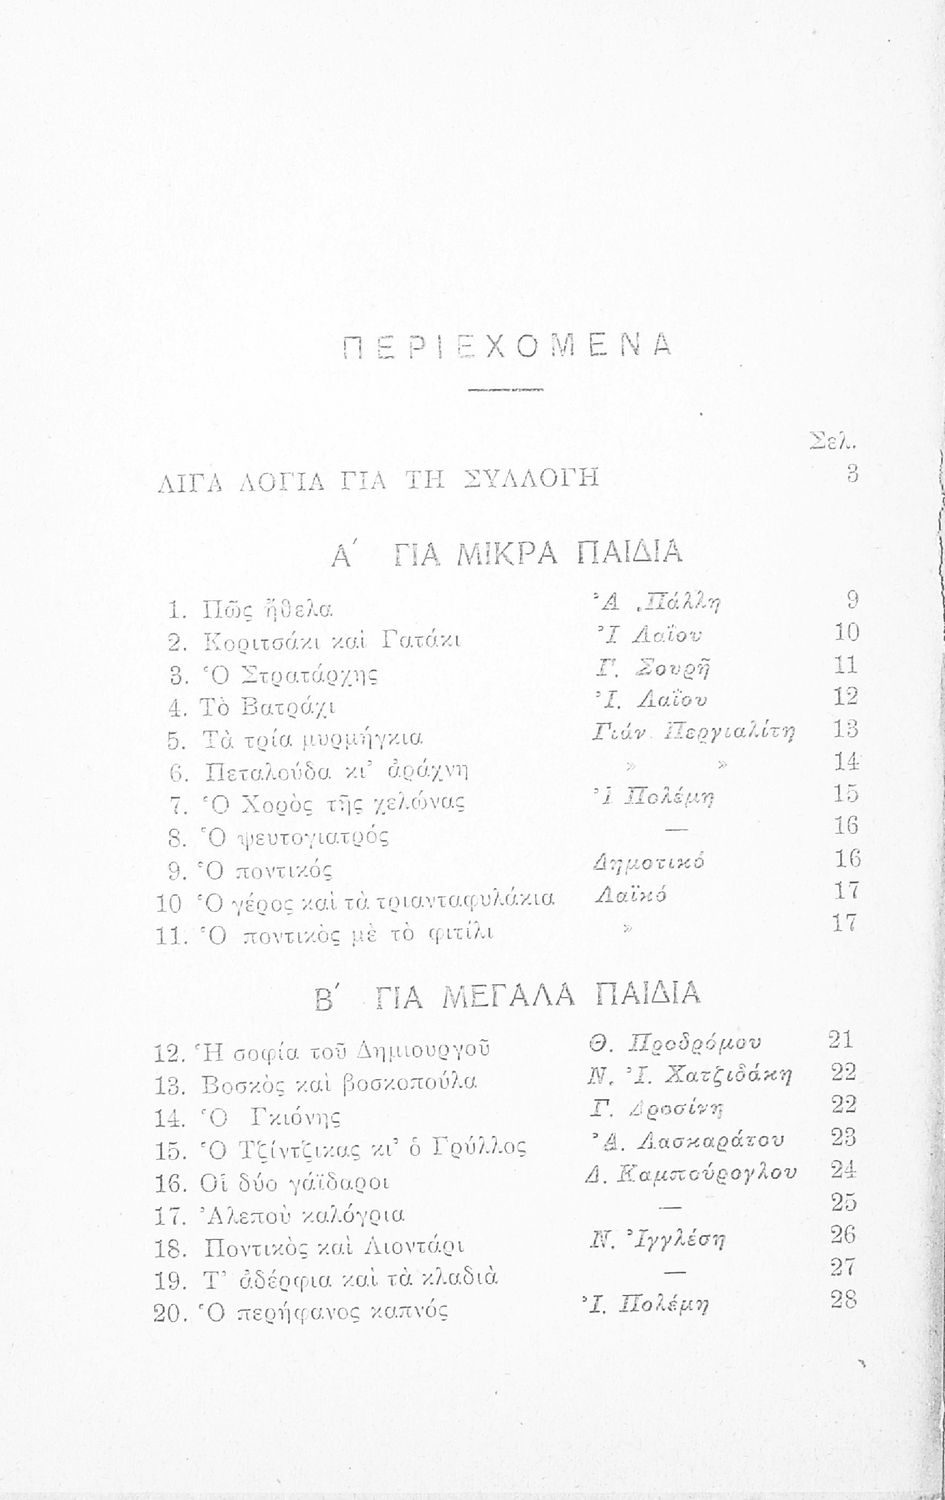 ΠΕΡΙΕΧΟΜΕΝΑ
Σελ.
ΛΙΓΑ ΛΟΓΙΑ ΓΙΑ ΤΗ ΣΥΛΛΟΓΗ 3
Α΄ ΓΙΑ ΜΙΚΡΑ ΠΑΙΔΙΑ
1. Πῶς ἤθελα Ἀ. Πάλλη 9
2. Κοριτσάκι καὶ Γατάκι Ἰ Λαΐου 10
3. Ὁ Στρατάρχης Γ. Σουρῆ 11
4. Τὸ Βατράχι Ἰ. Λαΐου 12
5. Τὰ τρία μυρμήγκια Γιάν. Περγιαλίτη 13
6. Πεταλούδα κι᾿ ἀράχνη » » 14
7. Ὁ Χορὸς τῆς χελώνας Ἰ Πολέμη 15
8. Ὁ ψευτογιατρός — 16
9. Ὁ ποντικός Δημοτικό 16
10 Ὁ γέρος καὶ τὰ τριανταφυλάκια Λαϊκό 17
11. Ὁ ποντικὸς μὲ τὸ φιτίλι » 17
Β΄ ΓΙΑ ΜΕΓΑΛΑ ΠΑΙΔΙΑ
12. Ἡ σοφία τοῦ Δημιουργοῦ Θ. Προδρόμου 21
13. Βοσκὸς καὶ βοσκοπούλα Ν. Ἰ. Χατζιδάκη 22
14. Ὁ Γκιόνης Γ. Δροσίνη 22
15. Ὁ Τζίντζικας κι᾿ ὁ Γρύλλος Ἀ. Λασκαράτου 23
16. Οἱ δύο γάϊδαροι Δ. Καμπούρογλου 24
17. Ἀλεποὺ καλόγρια — 25
18. Ποντικὸς καὶ Λιοντάρι Ν. Ἰγγλέση 26
19. Τ᾿ ἀδέρφια καὶ τὰ κλαδιὰ — 27
20. Ὁ περήφανος καπνός Ἰ. Πολέμη 28